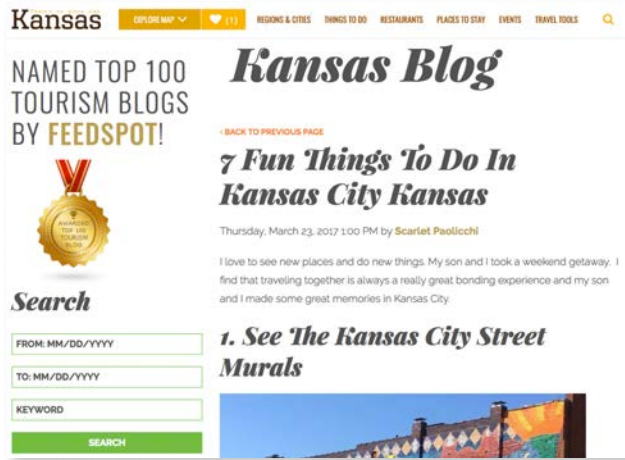 Kansas
EXPLORE MAP
(1)
REGIONS & CITIES
THINGS TO DO
RESTAURANTS
PLACES TO STAY
EVENTS
TRAVEL TOOLS
NAMED TOP 100
TOURISM BLOGS
BY FEEDSPOT!
AWARDED
TOP 100
TOURISM
BLOG
Search
FROM: MM/DD/YYYY
TO: MM/DD/YYYY
KEYWORD
SEARCH
Kansas Blog
‹ BACK TO PREVIOUS PAGE
7 Fun Things To Do In
Kansas City Kansas
Thursday, March 23, 2017 1:00 PM by Scarlet Paolicchi
I love to see new places and do new things. My son and I took a weekend getaway. I
find that traveling together is always a really great bonding experience and my son
and I made some great memories in Kansas City.
1. See The Kansas City Street
Murals